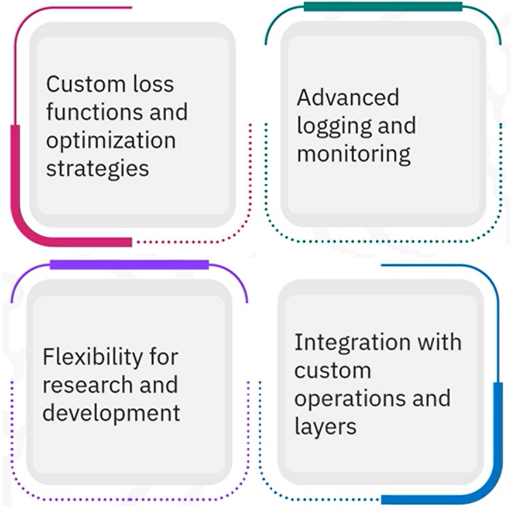 Custom loss
functions and
optimization
strategies
Advanced
logging and
monitoring
Flexibility for
research and
development
Integration with
custom
operations and
layers